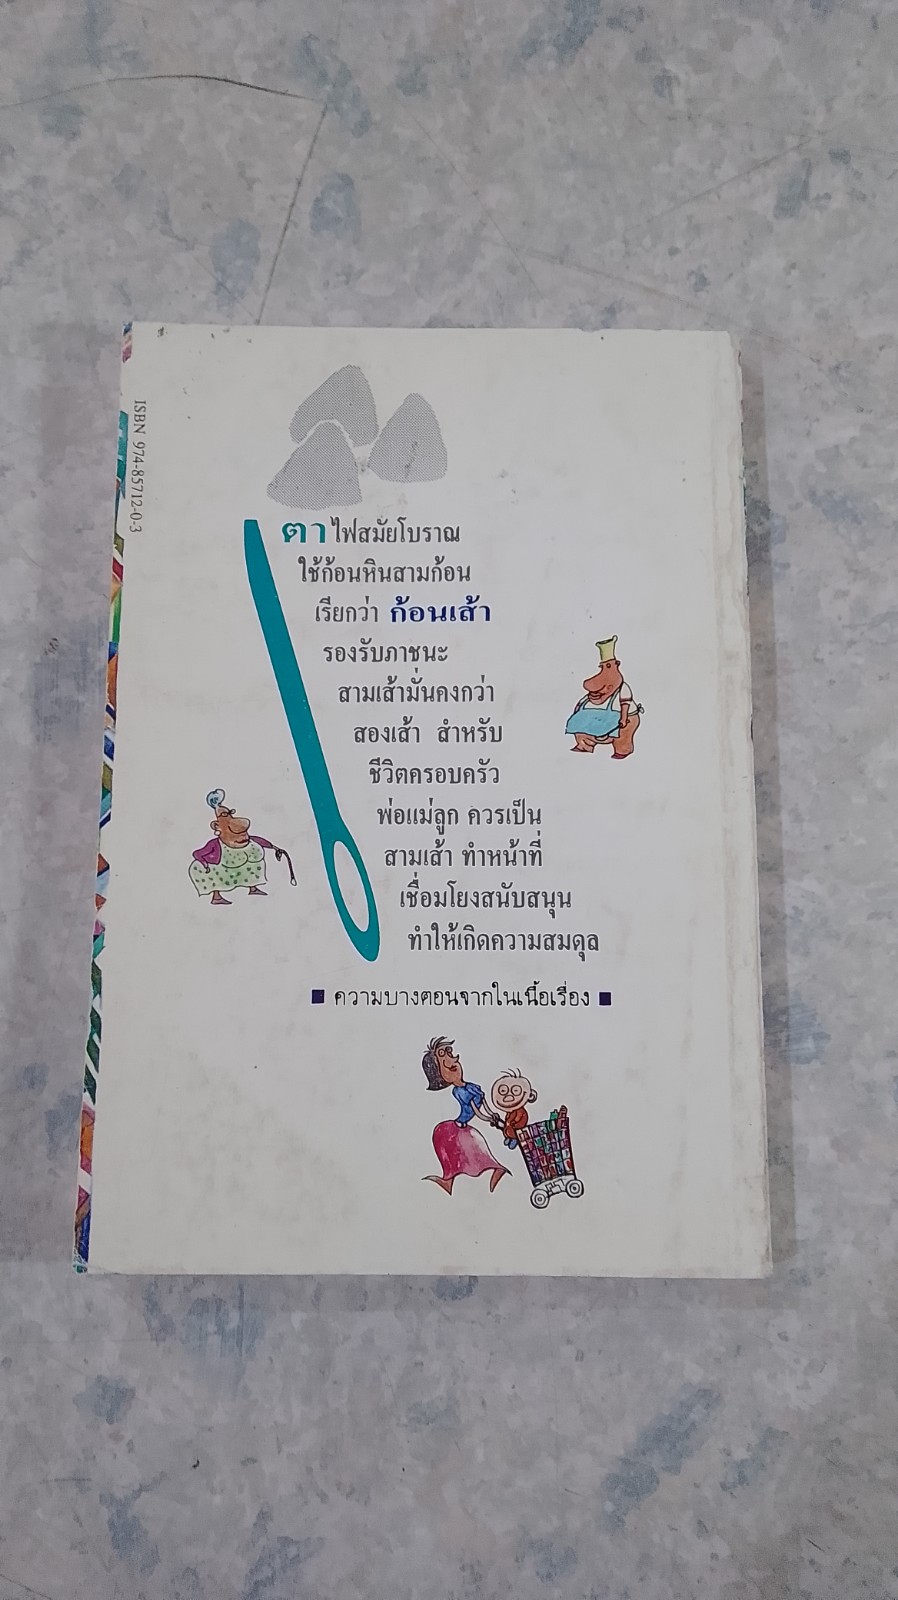 ISBN 974-85712-0-3
ตาไฟสมัยโบราณ
ใช้ก้อนหินสามก้อน
เรียกว่า ก้อนเส้า
รองรับภาชนะ
สามเส้ามั่นคงกว่า
สองเส้า สำหรับ
ชีวิตครอบครัว
พ่อแม่ลูก ควรเป็น
สามเส้า ทำหน้าที่
เชื่อมโยงสนับสนุน
ทำให้เกิดความสมดุล
■ ความบางตอนจากในเนื้อเรื่อง ■